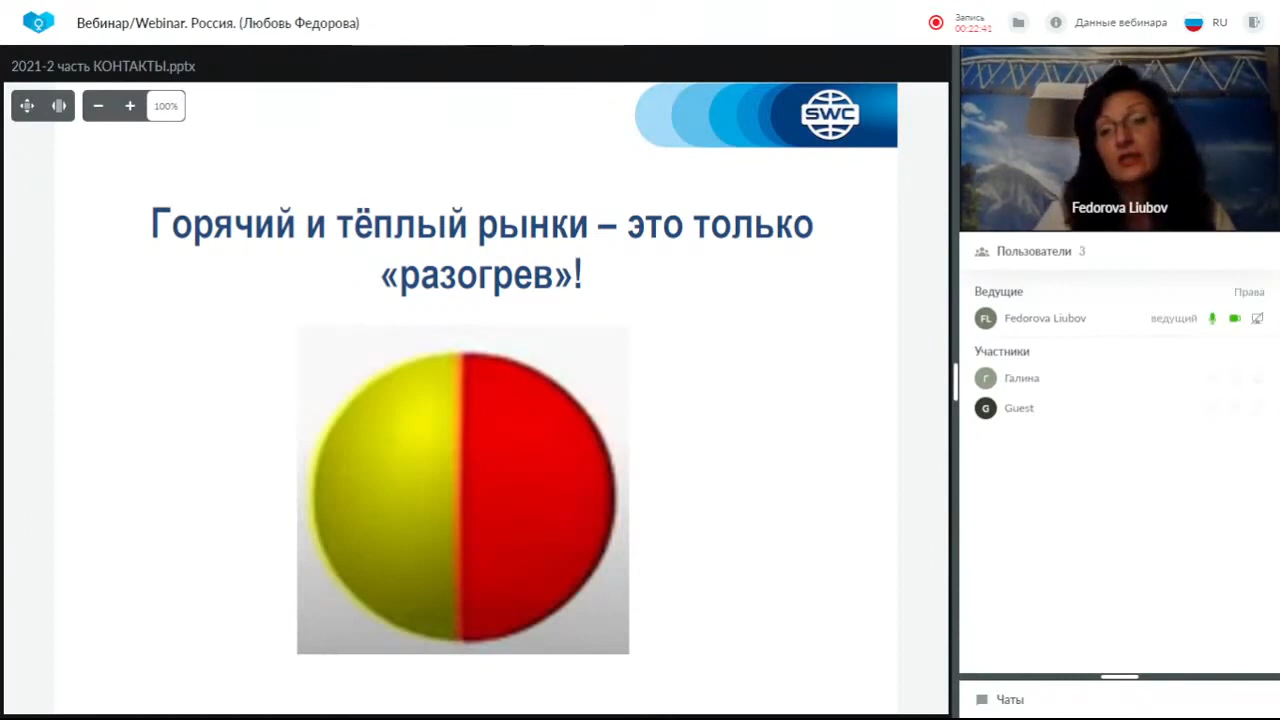 Вебинар/Webinar. Россия. (Любовь Федорова)
Запись
00:22:41
Данные вебинара
RU
2021-2 часть КОНТАКТЫ.pptx
100%
SWC
Горячий и тёплый рынки – это только
«разогрев»!
Fedorova Liubov
Пользователи 3
Ведущие
Права
FL
Fedorova Liubov
ведущий
Участники
Г
Галина
G
Guest
Чаты